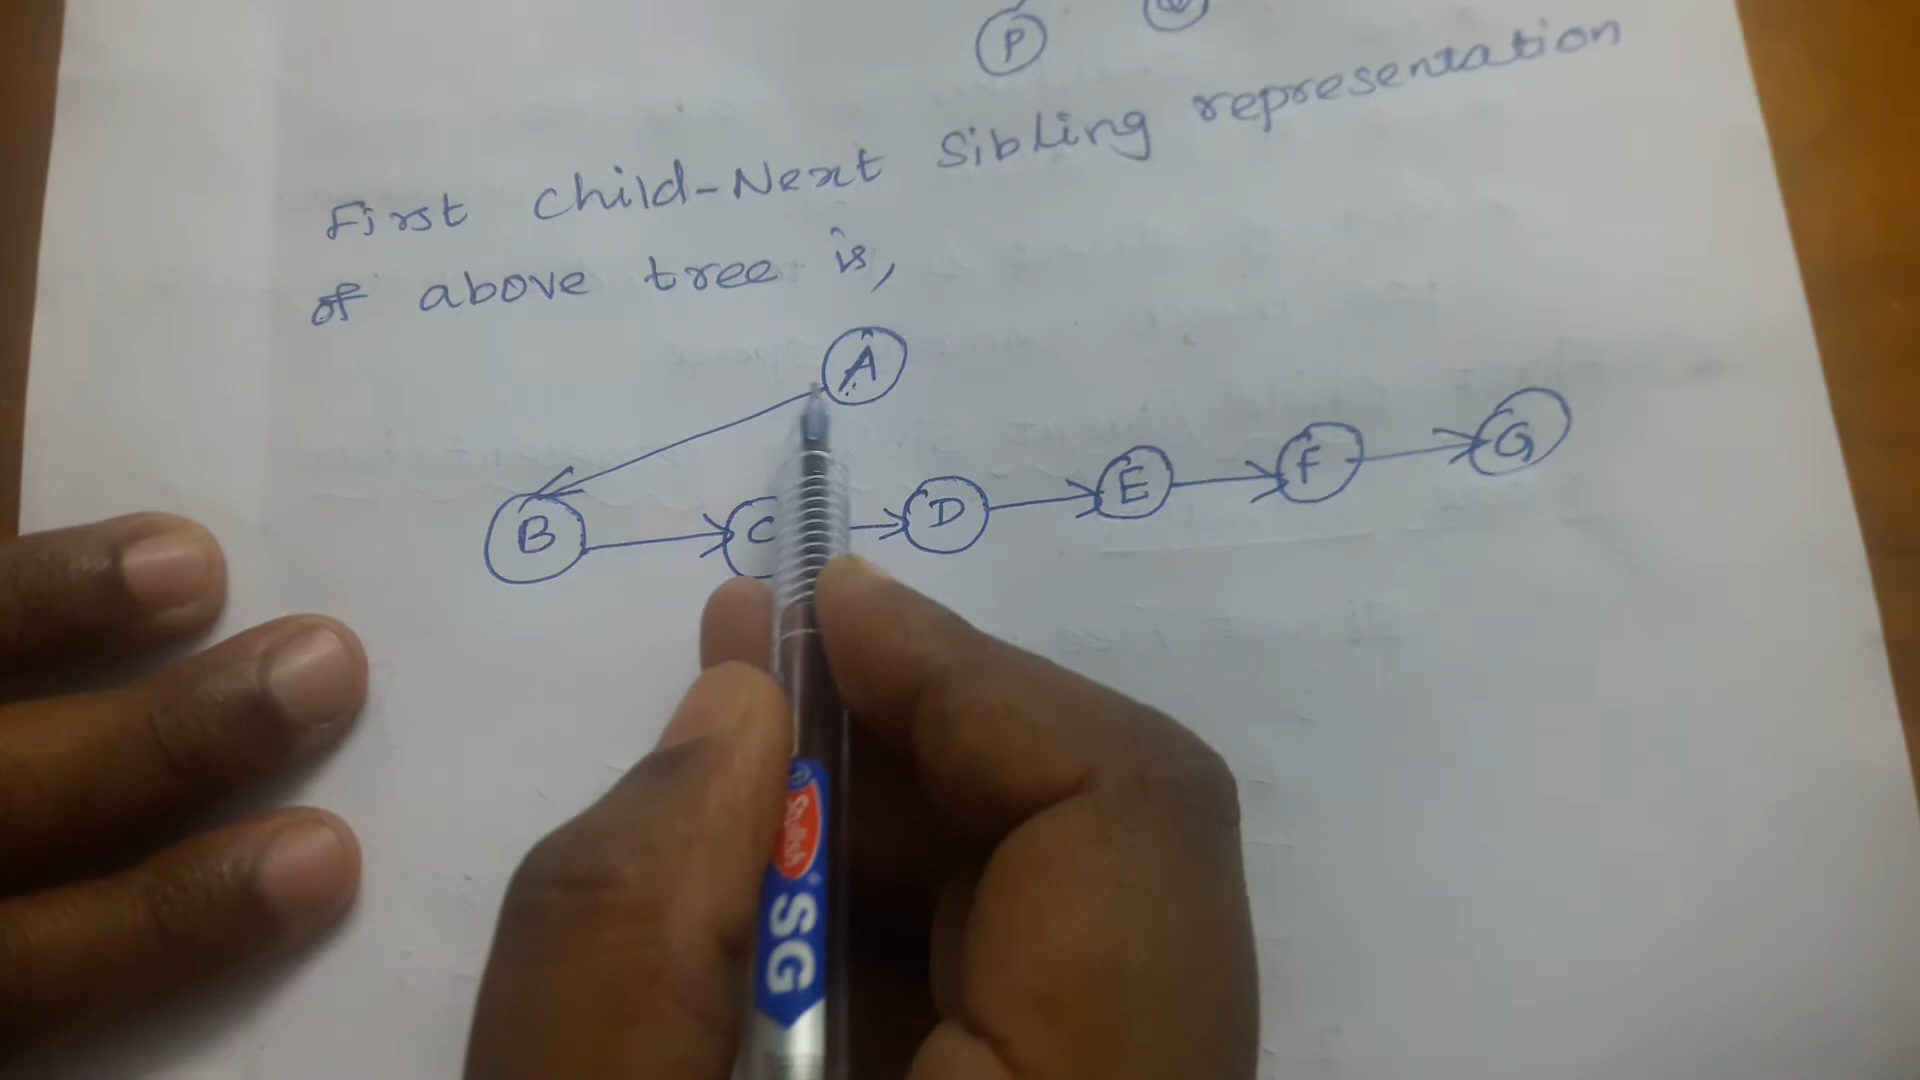 P
First child-Next Sibling representation
of above tree is,
A
B C D E F G
SG